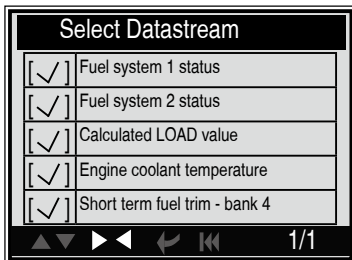 Select Datastream
[✓] Fuel system 1 status
[✓] Fuel system 2 status
[✓] Calculated LOAD value
[✓] Engine coolant temperature
[✓] Short term fuel trim - bank 4
1/1